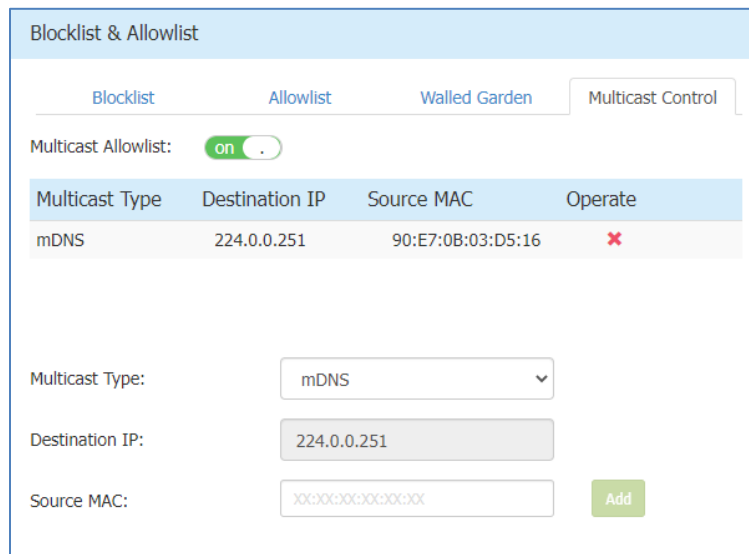 Blocklist & Allowlist
Blocklist Allowlist Walled Garden Multicast Control
Multicast Allowlist: on .
Multicast Type Destination IP Source MAC Operate
mDNS 224.0.0.251 90:E7:0B:03:D5:16
Multicast Type: mDNS
Destination IP: 224.0.0.251
Source MAC: XX:XX:XX:XX:XX:XX Add